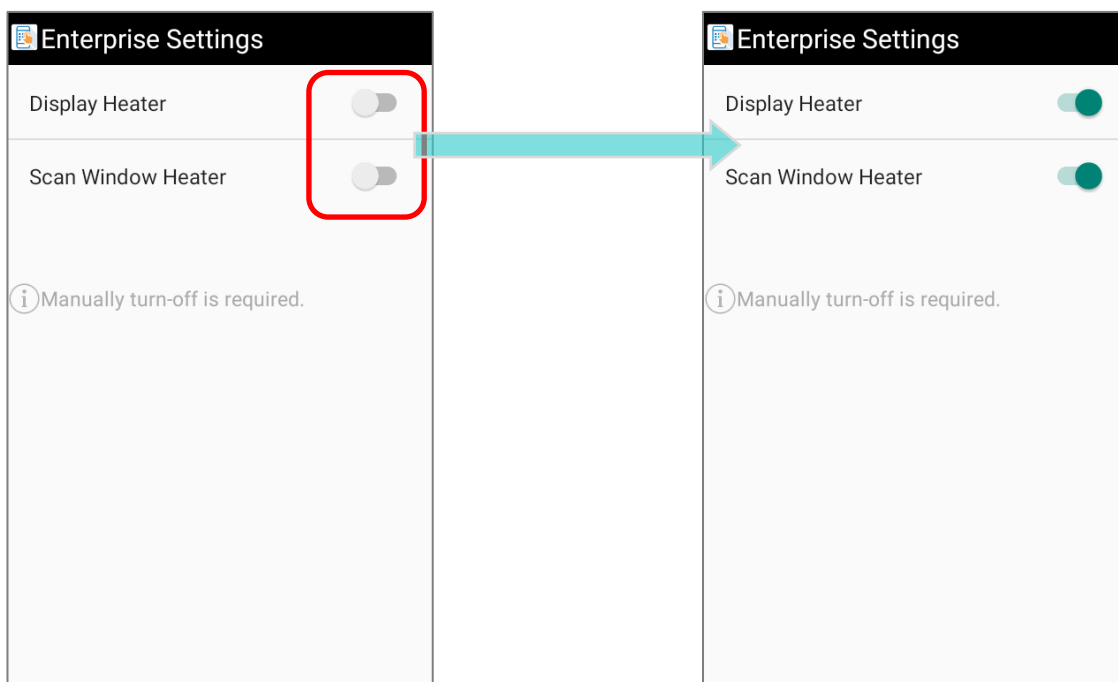 Enterprise Settings
Display Heater
Scan Window Heater
Manually turn-off is required.
Enterprise Settings
Display Heater
Scan Window Heater
Manually turn-off is required.